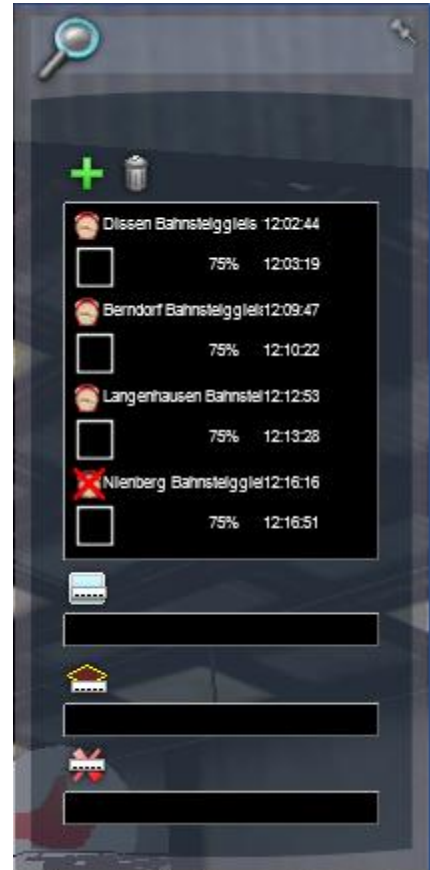 Dissen Bahnsteiggleis 12:02:44
75% 12:03:19
Berndorf Bahnsteiggleis 12:09:47
75% 12:10:22
Langenhausen Bahnstei 12:12:53
75% 12:13:28
Nienberg Bahnsteigglei 12:16:16
75% 12:16:51